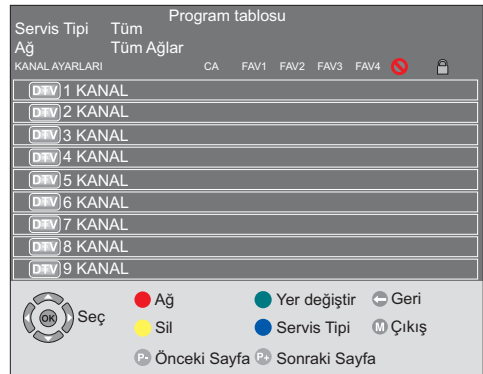 Program tablosu
Servis Tipi Tüm
Ağ Tüm Ağlar
KANAL AYARLARI CA FAV1 FAV2 FAV3 FAV4
DTV 1 KANAL
DTV 2 KANAL
DTV 3 KANAL
DTV 4 KANAL
DTV 5 KANAL
DTV 6 KANAL
DTV 7 KANAL
DTV 8 KANAL
DTV 9 KANAL
OK Seç Ağ Yer değiştir Geri
Sil Servis Tipi M Çıkış
P- Önceki Sayfa P+ Sonraki Sayfa